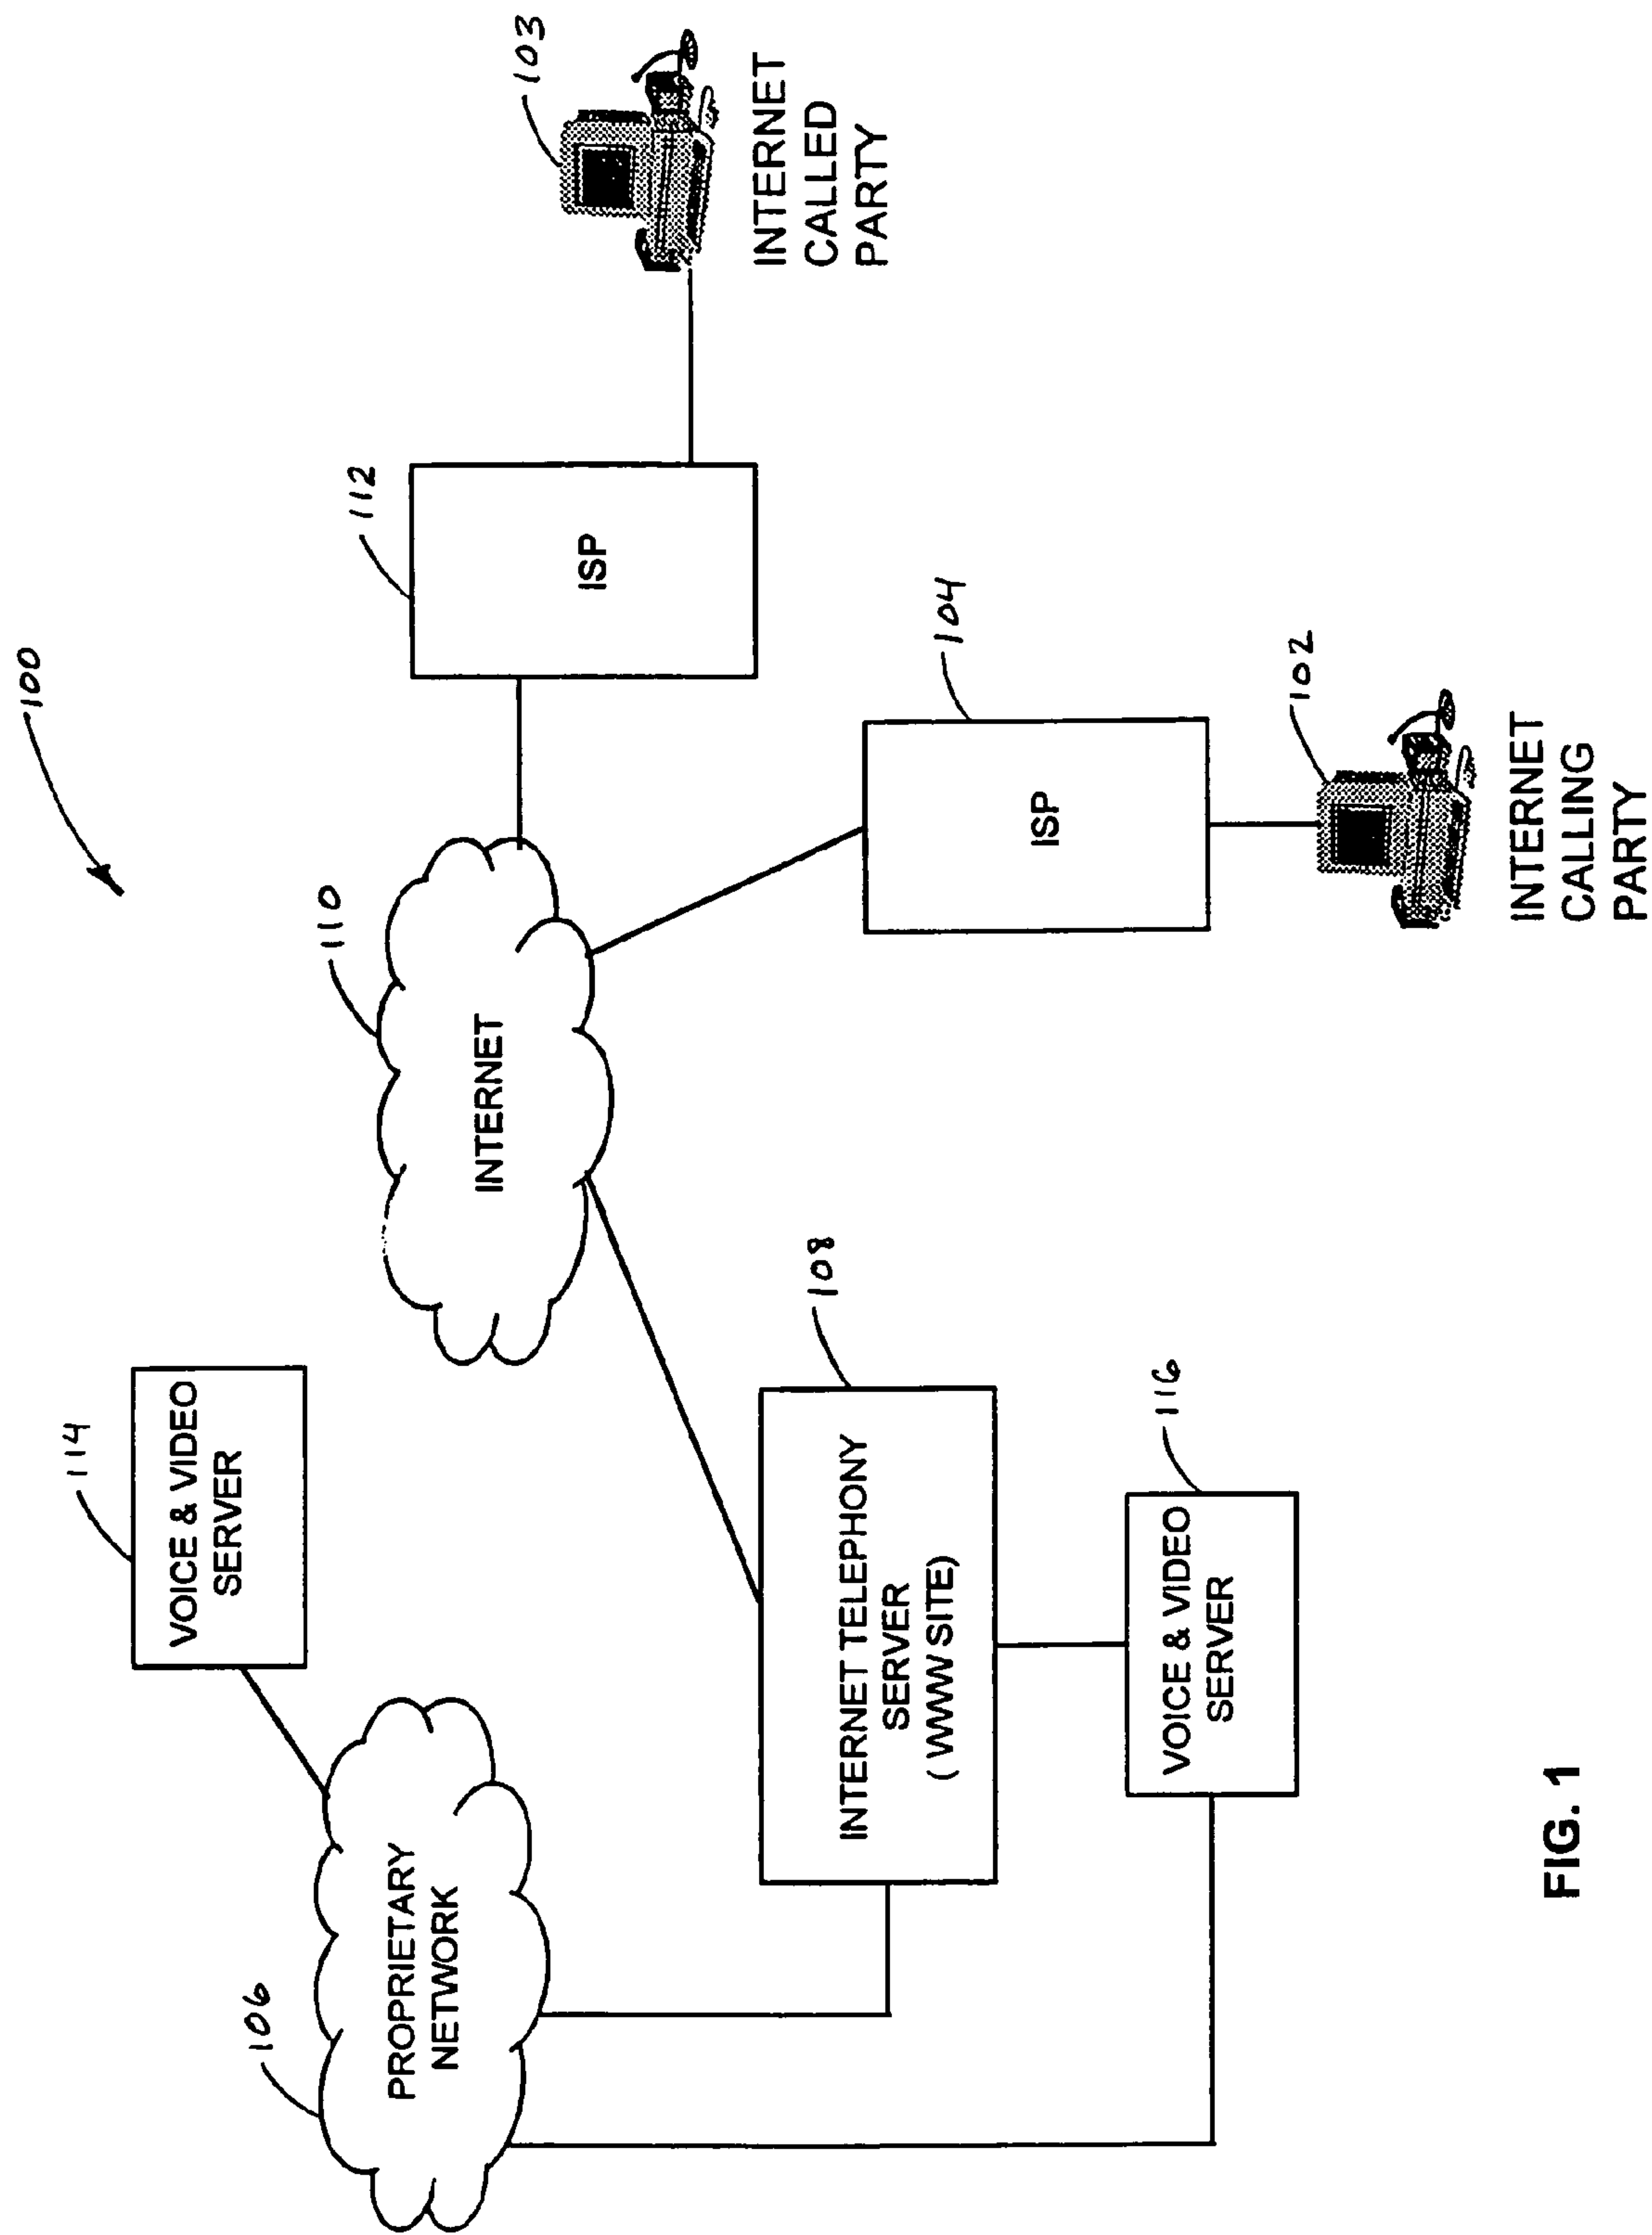 100
114
VOICE & VIDEO
SERVER
106
PROPRIETARY
NETWORK
110
INTERNET
112
ISP
103
INTERNET
CALLED
PARTY
108
INTERNET TELEPHONY
SERVER
( WWW SITE)
104
ISP
116
VOICE & VIDEO
SERVER
102
INTERNET
CALLING
PARTY
FIG. 1